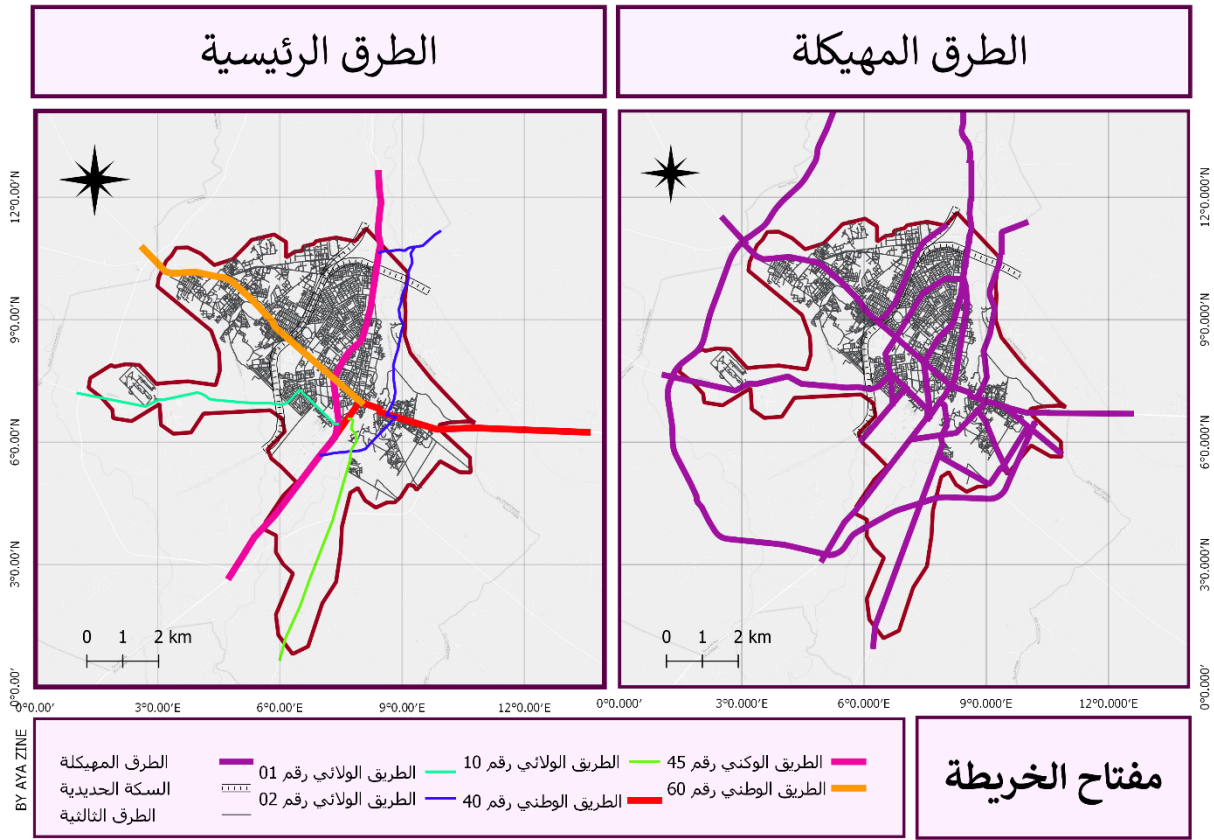 الطرق المهيكلة
الطرق الرئيسية
12°0.00′N
9°0.00′N
6°0.00′N
3°0.00′N
0°0.00′
0 1 2 km
0°0.00′
3°0.00′E
6°0.00′E
9°0.00′E
12°0.00′E
12°0.000′N
9°0.000′N
6°0.000′N
3°0.000′N
0°0.000′
0 1 2 km
0°0.000′
3°0.000′E
6°0.000′E
9°0.000′E
12°0.000′E
مفتاح الخريطة
الطريق الوكني رقم 45
الطريق الوطني رقم 60
الطريق الولائي رقم 10
الطريق الوطني رقم 40
الطريق الولائي رقم 01
الطريق الولائي رقم 02
الطرق المهيكلة
السكة الحديدية
الطرق الثالثية
BY AYA ZINE